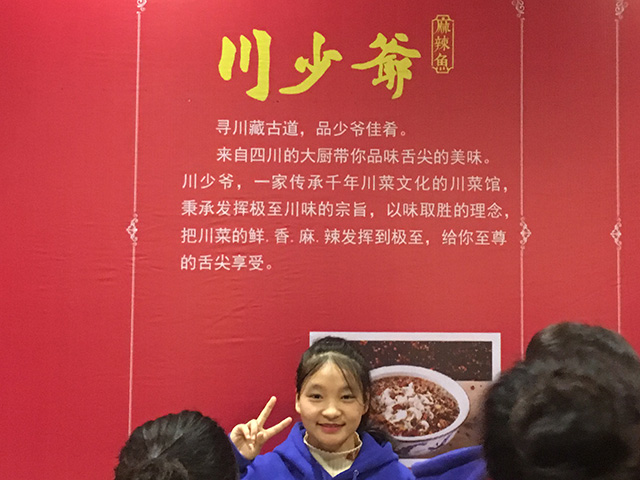 川少爷
麻辣鱼
寻川藏古道，品少爷佳肴。
来自四川的大厨带你品味舌尖的美味。
川少爷，一家传承千年川菜文化的川菜馆，
秉承发挥极至川味的宗旨，以味取胜的理念，
把川菜的鲜.香.麻.辣发挥到极至，给你至尊
的舌尖享受。